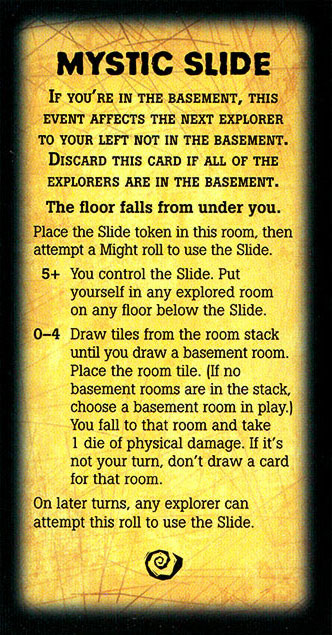 MYSTIC SLIDE
IF YOU'RE IN THE BASEMENT, THIS
EVENT AFFECTS THE NEXT EXPLORER
TO YOUR LEFT NOT IN THE BASEMENT.
DISCARD THIS CARD IF ALL OF THE
EXPLORERS ARE IN THE BASEMENT.
The floor falls from under you.
Place the Slide token in this room, then
attempt a Might roll to use the Slide.
5+ You control the Slide. Put
yourself in any explored room
on any floor below the Slide.
0–4 Draw tiles from the room stack
until you draw a basement room.
Place the room tile. (If no
basement rooms are in the stack,
choose a basement room in play.)
You fall to that room and take
1 die of physical damage. If it's
not your turn, don't draw a card
for that room.
On later turns, any explorer can
attempt this roll to use the Slide.